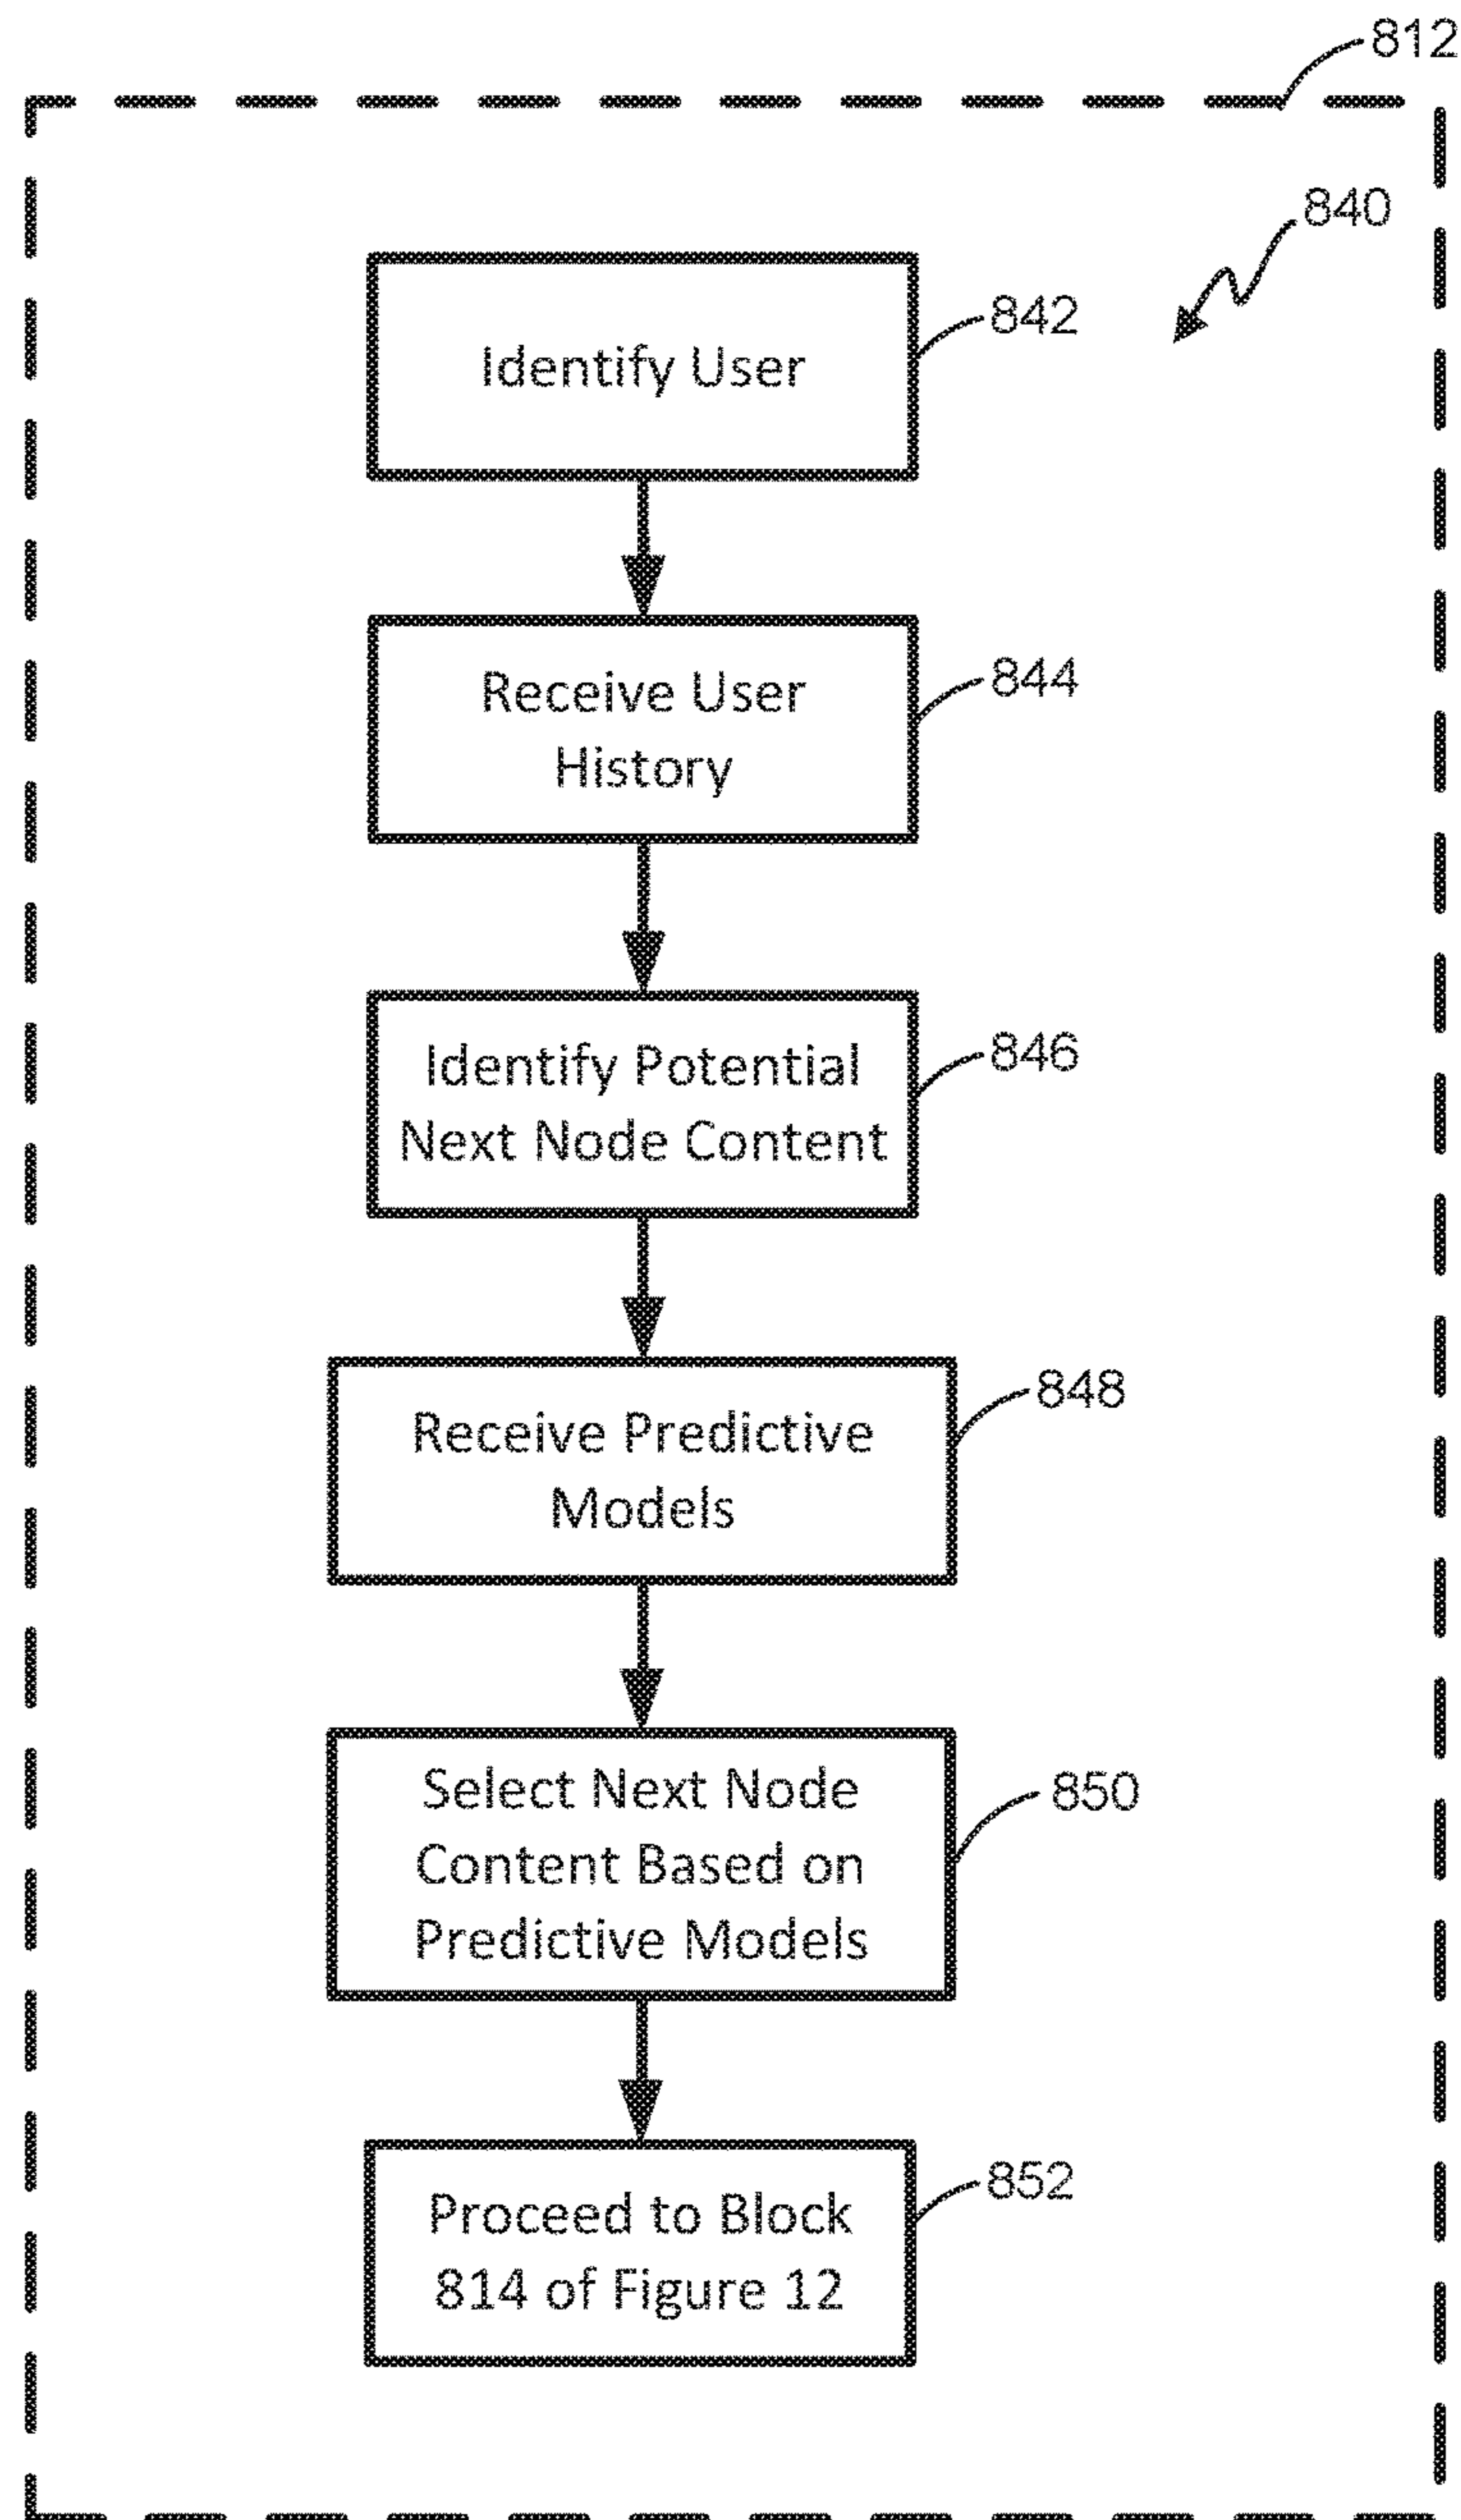 812
840
Identify User
842
Receive User
History
844
Identify Potential
Next Node Content
846
Receive Predictive
Models
848
Select Next Node
Content Based on
Predictive Models
850
Proceed to Block
814 of Figure 12
852